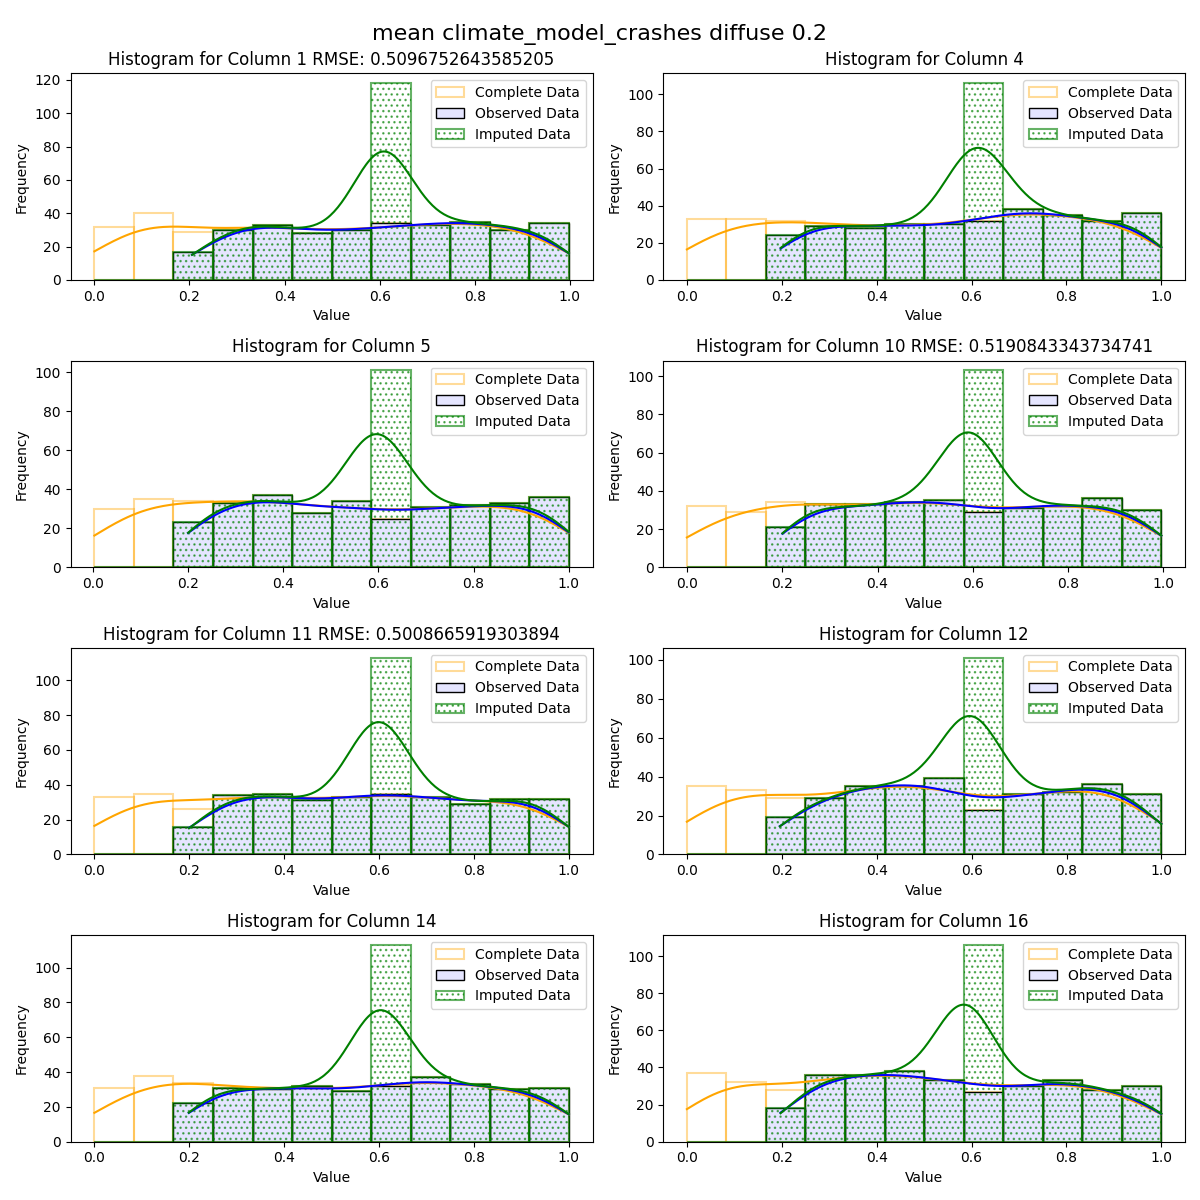 mean climate_model_crashes diffuse 0.2
Histogram for Column 1 RMSE: 0.5096752643585205
Frequency
120
100
80
60
40
20
0
0.0 0.2 0.4 0.6 0.8 1.0
Value
Complete Data
Observed Data
Imputed Data
Histogram for Column 4
Frequency
100
80
60
40
20
0
0.0 0.2 0.4 0.6 0.8 1.0
Value
Complete Data
Observed Data
Imputed Data
Histogram for Column 5
Frequency
100
80
60
40
20
0
0.0 0.2 0.4 0.6 0.8 1.0
Value
Complete Data
Observed Data
Imputed Data
Histogram for Column 10 RMSE: 0.5190843343734741
Frequency
100
80
60
40
20
0
0.0 0.2 0.4 0.6 0.8 1.0
Value
Complete Data
Observed Data
Imputed Data
Histogram for Column 11 RMSE: 0.5008665919303894
Frequency
100
80
60
40
20
0
0.0 0.2 0.4 0.6 0.8 1.0
Value
Complete Data
Observed Data
Imputed Data
Histogram for Column 12
Frequency
100
80
60
40
20
0
0.0 0.2 0.4 0.6 0.8 1.0
Value
Complete Data
Observed Data
Imputed Data
Histogram for Column 14
Frequency
100
80
60
40
20
0
0.0 0.2 0.4 0.6 0.8 1.0
Value
Complete Data
Observed Data
Imputed Data
Histogram for Column 16
Frequency
100
80
60
40
20
0
0.0 0.2 0.4 0.6 0.8 1.0
Value
Complete Data
Observed Data
Imputed Data